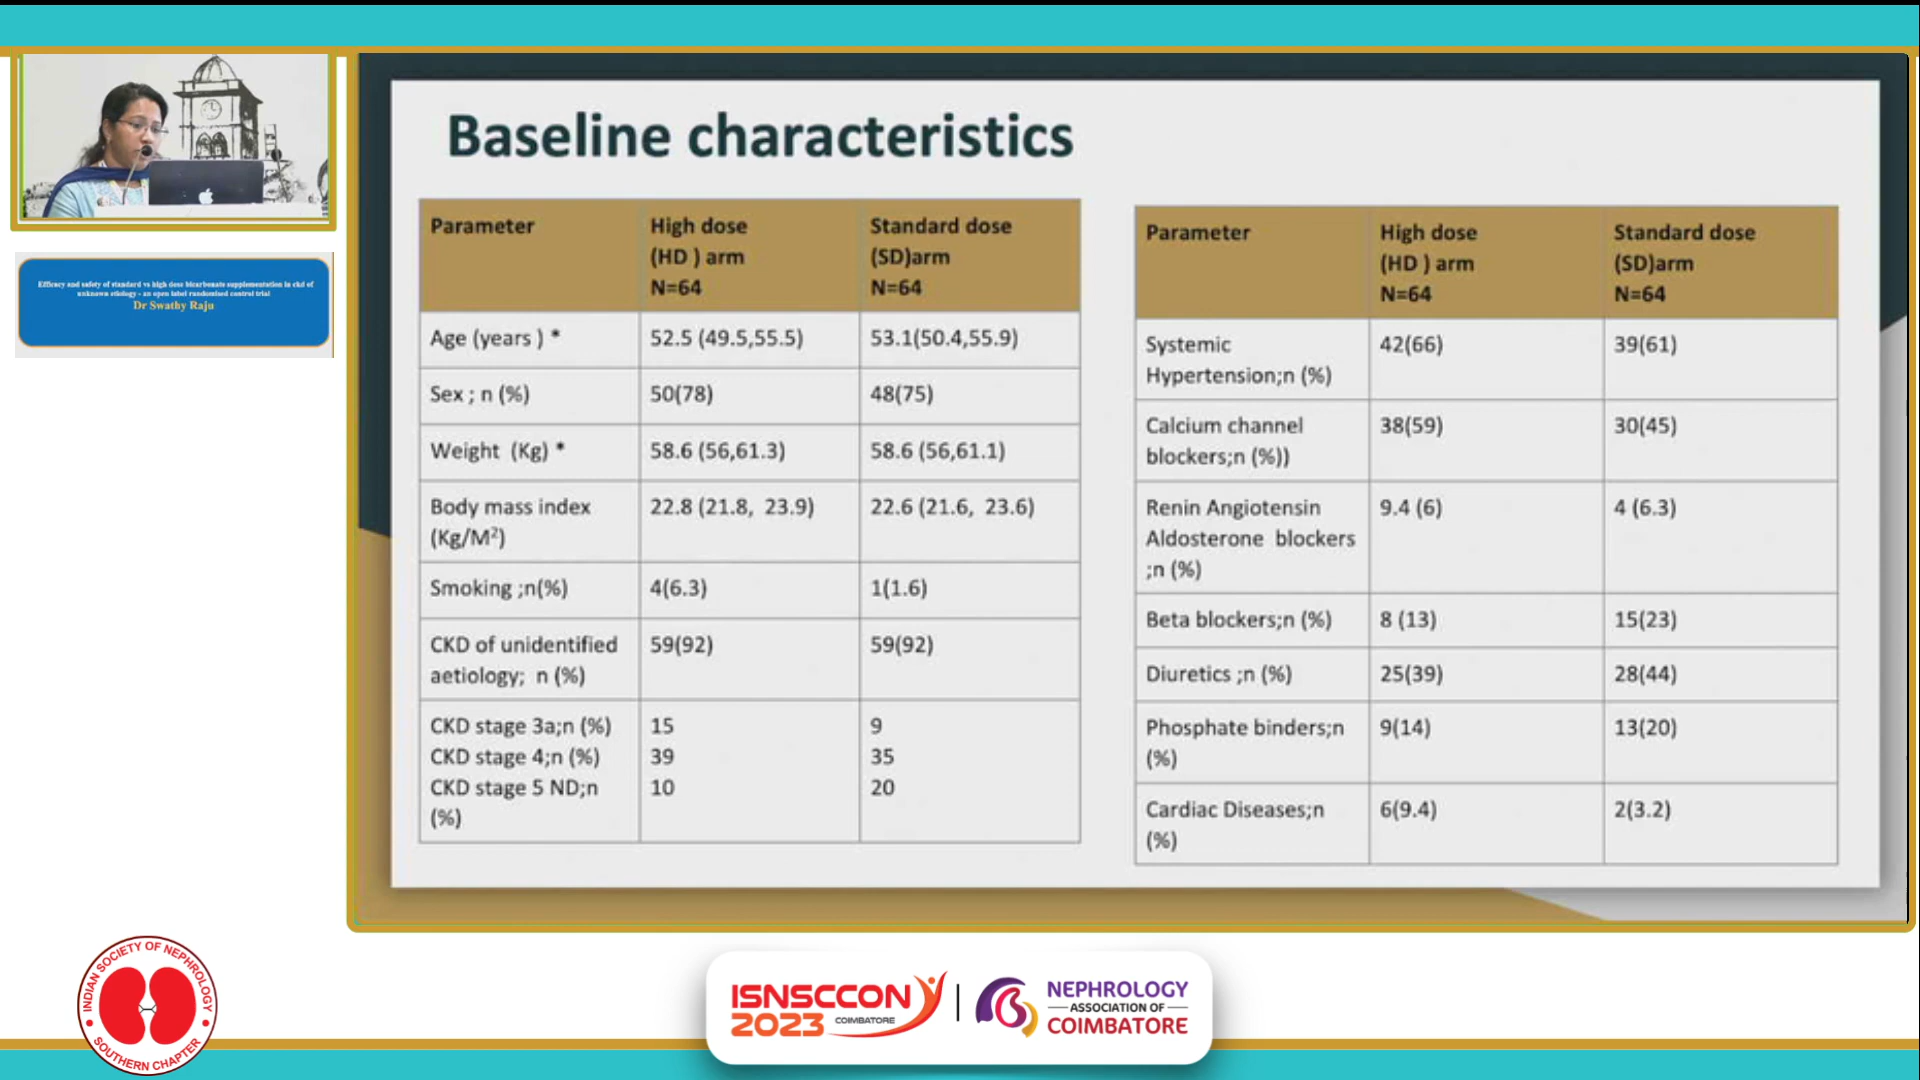 Efficacy and safety of standard vs high dose bicarbonate supplementation in ckd of
unknown etiology - an open label randomised control trial
Dr Swathy Raju
Baseline characteristics
Parameter High dose (HD ) arm N=64 Standard dose (SD)arm N=64
Age (years ) * 52.5 (49.5,55.5) 53.1(50.4,55.9)
Sex ; n (%) 50(78) 48(75)
Weight (Kg) * 58.6 (56,61.3) 58.6 (56,61.1)
Body mass index (Kg/M²) 22.8 (21.8, 23.9) 22.6 (21.6, 23.6)
Smoking ;n(%) 4(6.3) 1(1.6)
CKD of unidentified aetiology; n (%) 59(92) 59(92)
CKD stage 3a;n (%) 15 9
CKD stage 4;n (%) 39 35
CKD stage 5 ND;n (%) 10 20
Parameter High dose (HD ) arm N=64 Standard dose (SD)arm N=64
Systemic Hypertension;n (%) 42(66) 39(61)
Calcium channel blockers;n (%)) 38(59) 30(45)
Renin Angiotensin Aldosterone blockers ;n (%) 9.4 (6) 4 (6.3)
Beta blockers;n (%) 8 (13) 15(23)
Diuretics ;n (%) 25(39) 28(44)
Phosphate binders;n (%) 9(14) 13(20)
Cardiac Diseases;n (%) 6(9.4) 2(3.2)
INDIAN SOCIETY OF NEPHROLOGY
SOUTHERN CHAPTER
ISNSCCON
2023 COIMBATORE
NEPHROLOGY
ASSOCIATION OF
COIMBATORE